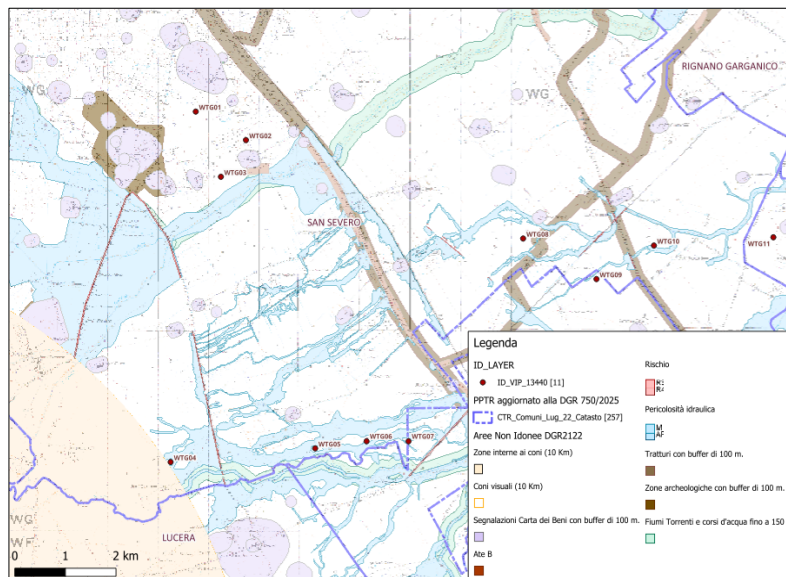 RIGNANO GARGANICO
WG
WG
WTG01
WTG02
WTG03
SAN SEVERO
WTG08
WTG10
WTG11
WTG09
WTG06
WTG07
WTG05
WTG04
LUCERA
WG
WF
0 1 2 km
Legenda
ID_LAYER
ID_VIP_13440 [11]
PPTR aggiornato alla DGR 750/2025
CTR_Comuni_Lug_22_Catasto [257]
Aree Non Idonee DGR2122
Zone interne ai coni (10 Km)
Coni visuali (10 Km)
Segnalazioni Carta dei Beni con buffer di 100 m.
Ate B
Rischio
R4
Pericolosità idraulica
AF
Tratturi con buffer di 100 m.
Zone archeologiche con buffer di 100 m.
Fiumi Torrenti e corsi d'acqua fino a 150